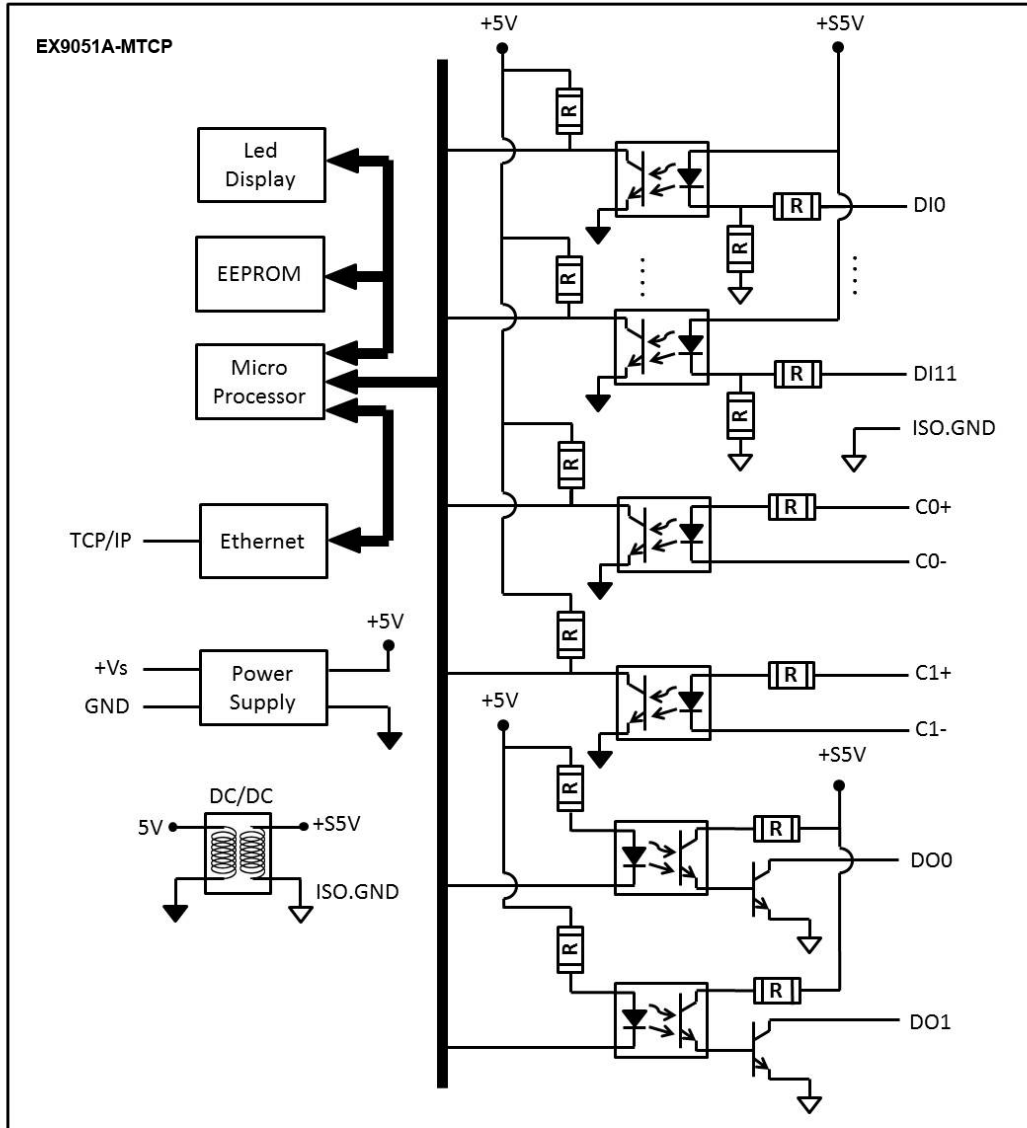 EX9051A-MTCP
+5V
+S5V
R
Led
Display
R
DI0
R
EEPROM
R
R
DI11
R
Micro
Processor
ISO.GND
R
R
C0+
C0-
TCP/IP
Ethernet
R
+5V
R
C1+
C1-
+Vs
GND
Power
Supply
+5V
+S5V
R
DC/DC
5V
+S5V
ISO.GND
R
DO0
R
R
DO1